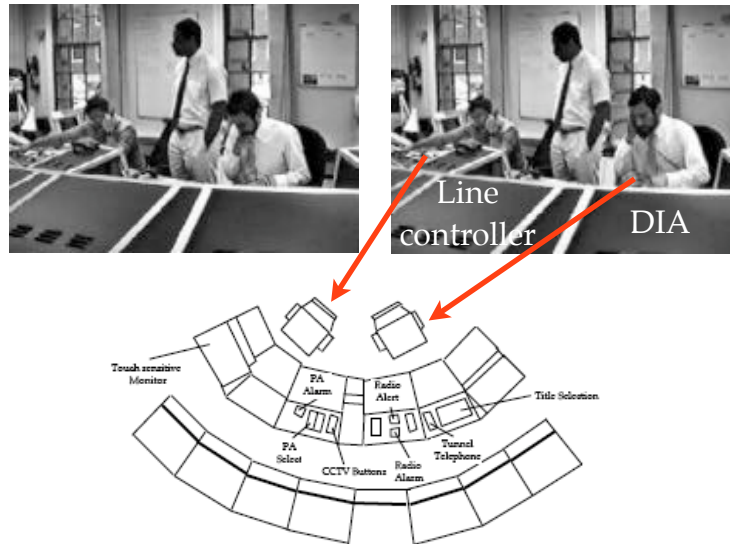 Line
controller
DIA
Touch sensitive
Monitor
PA
Alarm
Radio
Alert
Title Selection
PA
Select
CCTV Buttons
Radio
Alarm
Tunnel
Telephone